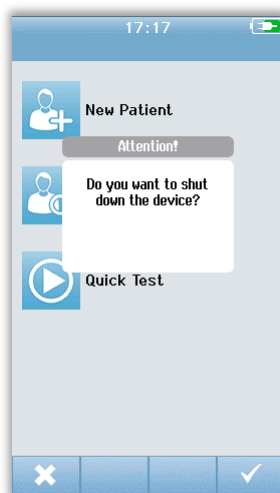 17:17
New Patient
Attention!
Do you want to shut
down the device?
Quick Test